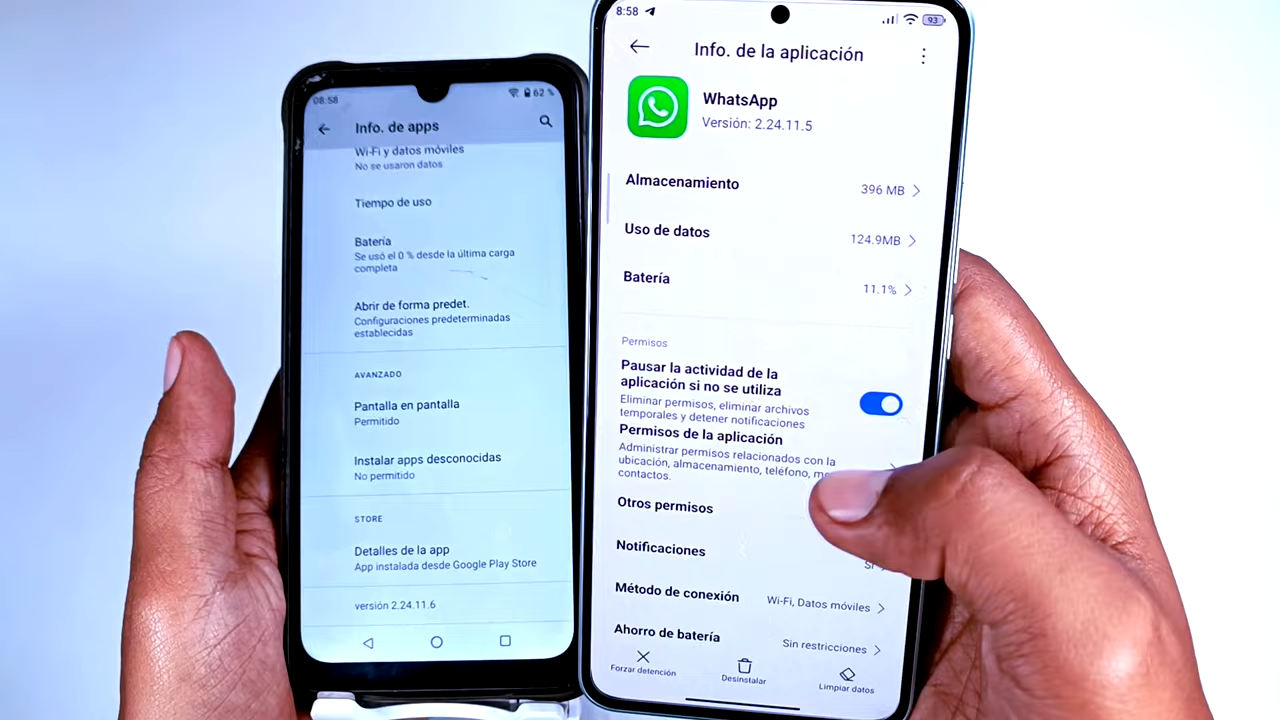 08:58
62 %
Info. de apps
Wi-Fi y datos móviles
No se usaron datos
Tiempo de uso
Batería
Se usó el 0 % desde la última carga
completa
Abrir de forma predet.
Configuraciones predeterminadas
establecidas
AVANZADO
Pantalla en pantalla
Permitido
Instalar apps desconocidas
No permitido
STORE
Detalles de la app
App instalada desde Google Play Store
versión 2.24.11.6
8:58
93
Info. de la aplicación
WhatsApp
Versión: 2.24.11.5
Almacenamiento 396 MB
Uso de datos 124.9MB
Batería 11.1%
Permisos
Pausar la actividad de la
aplicación si no se utiliza
Eliminar permisos, eliminar archivos
temporales y detener notificaciones
Permisos de la aplicación
Administrar permisos relacionados con la
ubicación, almacenamiento, teléfono,
contactos.
Otros permisos
Notificaciones
Método de conexión Wi-Fi, Datos móviles
Ahorro de batería Sin restricciones
Forzar detención
Desinstalar
Limpiar datos